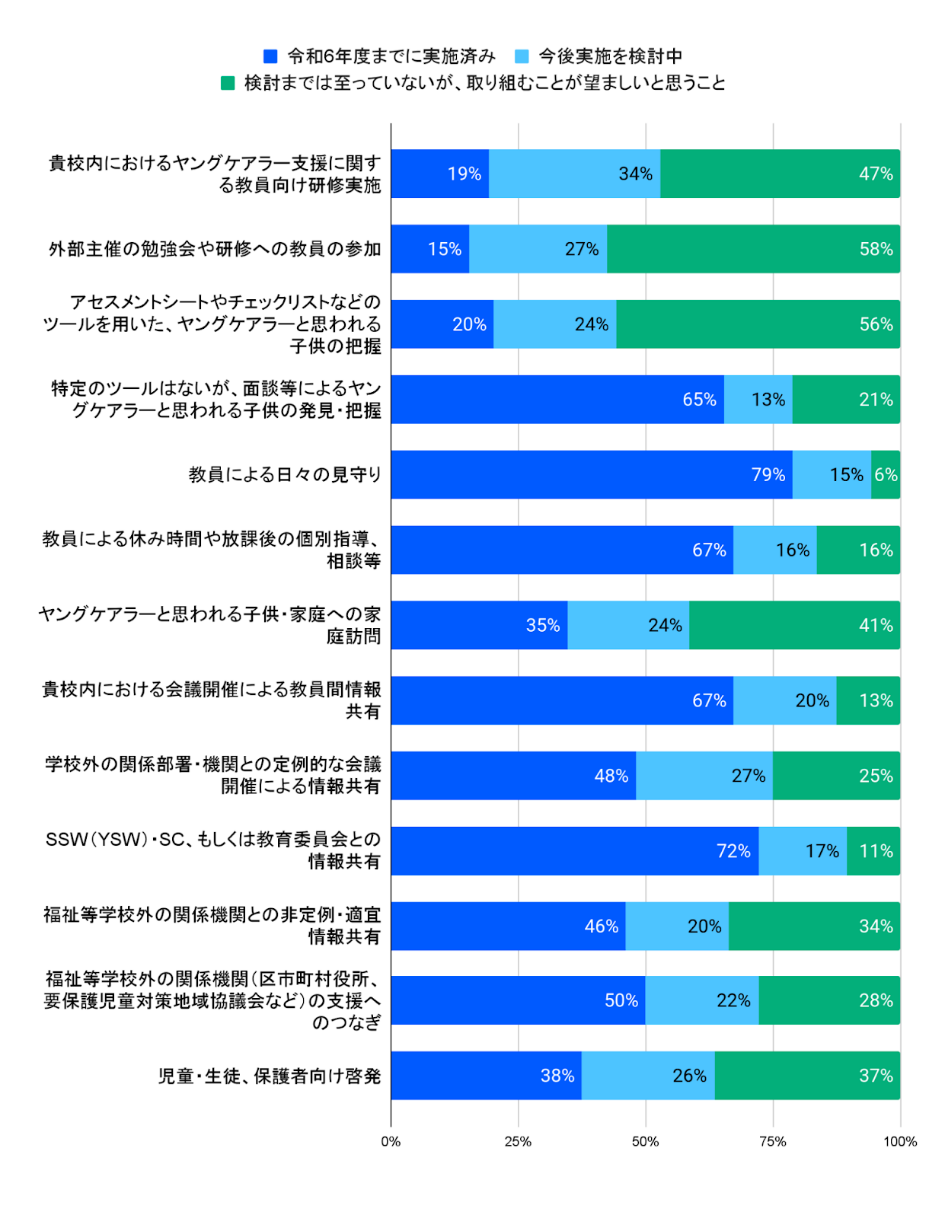 令和6年度までに実施済み 今後実施を検討中
検討までは至っていないが、取り組むことが望ましいと思うこと
貴校内におけるヤングケアラー支援に関す
る教員向け研修実施
19% 34% 47%
外部主催の勉強会や研修への教員の参加
15% 27% 58%
アセスメントシートやチェックリストなどの
ツールを用いた、ヤングケアラーと思われる
子供の把握
20% 24% 56%
特定のツールはないが、面談等によるヤン
グケアラーと思われる子供の発見・把握
65% 13% 21%
教員による日々の見守り
79% 15% 6%
教員による休み時間や放課後の個別指導、
相談等
67% 16% 16%
ヤングケアラーと思われる子供・家庭への家
庭訪問
35% 24% 41%
貴校内における会議開催による教員間情報
共有
67% 20% 13%
学校外の関係部署・機関との定例的な会議
開催による情報共有
48% 27% 25%
SSW(YSW)・SC、もしくは教育委員会との
情報共有
72% 17% 11%
福祉等学校外の関係機関との非定例・適宜
情報共有
46% 20% 34%
福祉等学校外の関係機関(区市町村役所、
要保護児童対策地域協議会など)の支援へ
のつなぎ
50% 22% 28%
児童・生徒、保護者向け啓発
38% 26% 37%
0% 25% 50% 75% 100%